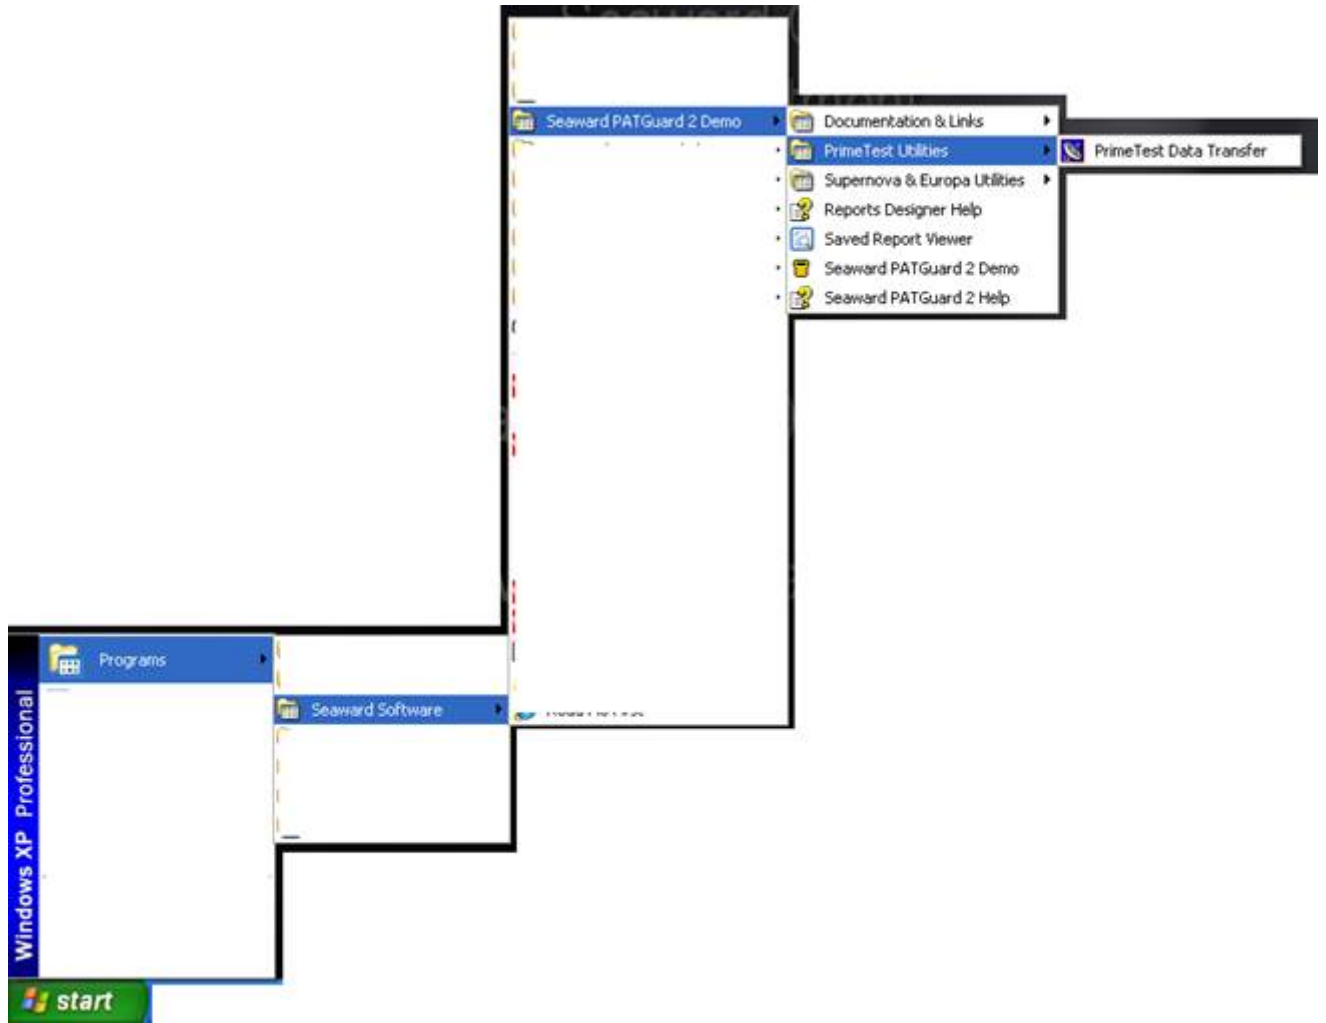 Seaward PATGuard 2 Demo
Documentation & Links
PrimeTest Utilities
PrimeTest Data Transfer
Supernova & Europa Utilities
Reports Designer Help
Saved Report Viewer
Seaward PATGuard 2 Demo
Seaward PATGuard 2 Help
Programs
Seaward Software
Windows XP Professional
start